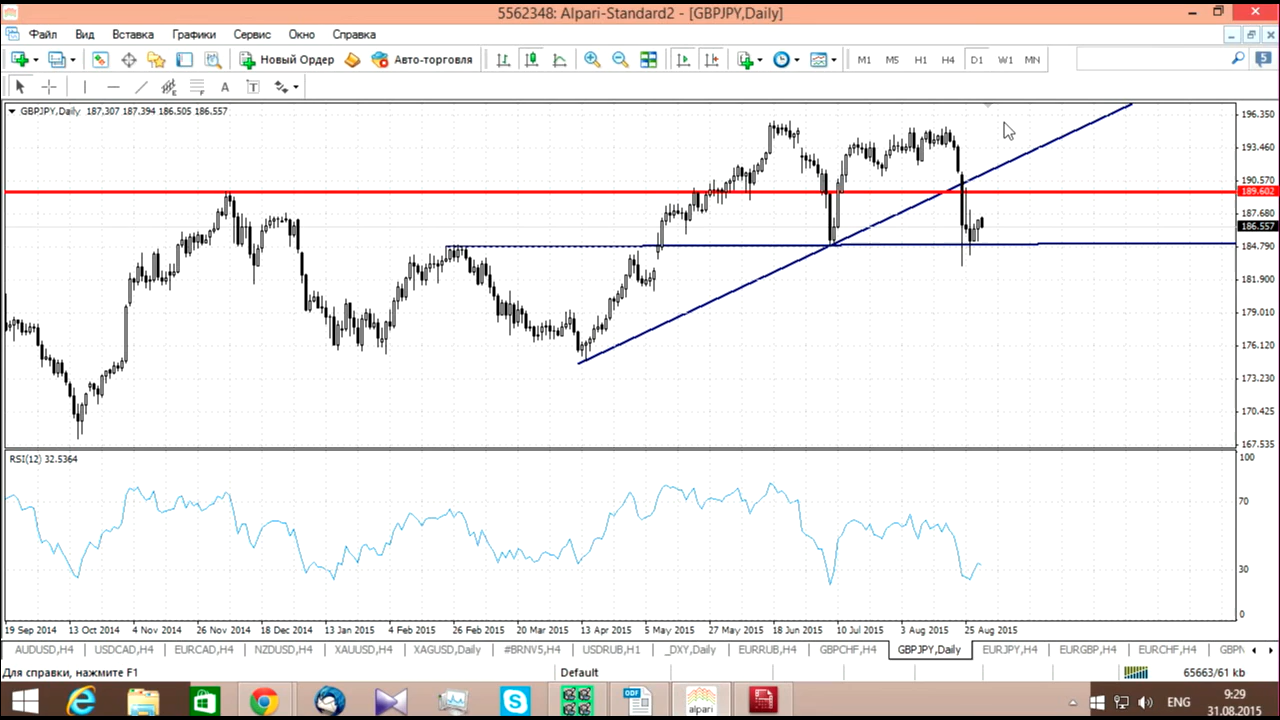 5562348: Alpari-Standard2 - [GBPJPY,Daily]
Файл Вид Вставка Графики Сервис Окно Справка
Новый Ордер Авто-торговля M1 M5 H1 H4 D1 W1 MN 5
A T
GBPJPY,Daily 187.307 187.394 186.505 186.557
196.350
193.460
190.570
189.602
187.680
186.557
184.790
181.900
179.010
176.120
173.230
170.425
167.535
RSI(12) 32.5364
100
70
30
0
19 Sep 2014 13 Oct 2014 4 Nov 2014 26 Nov 2014 18 Dec 2014 13 Jan 2015 4 Feb 2015 26 Feb 2015 20 Mar 2015 13 Apr 2015 5 May 2015 27 May 2015 18 Jun 2015 10 Jul 2015 3 Aug 2015 25 Aug 2015
AUDUSD,H4 USDCAD,H4 EURCAD,H4 NZDUSD,H4 XAUUSD,H4 XAGUSD,Daily #BRNV5,H4 USDRUB,H1 _DXY,Daily EURRUB,H4 GBPCHF,H4 GBPJPY,Daily EURJPY,H4 EURGBP,H4 EURCHF,H4 GBPN
Для справки, нажмите F1 Default 65663/61 kb
ODF alpari ENG 9:29
31.08.2015